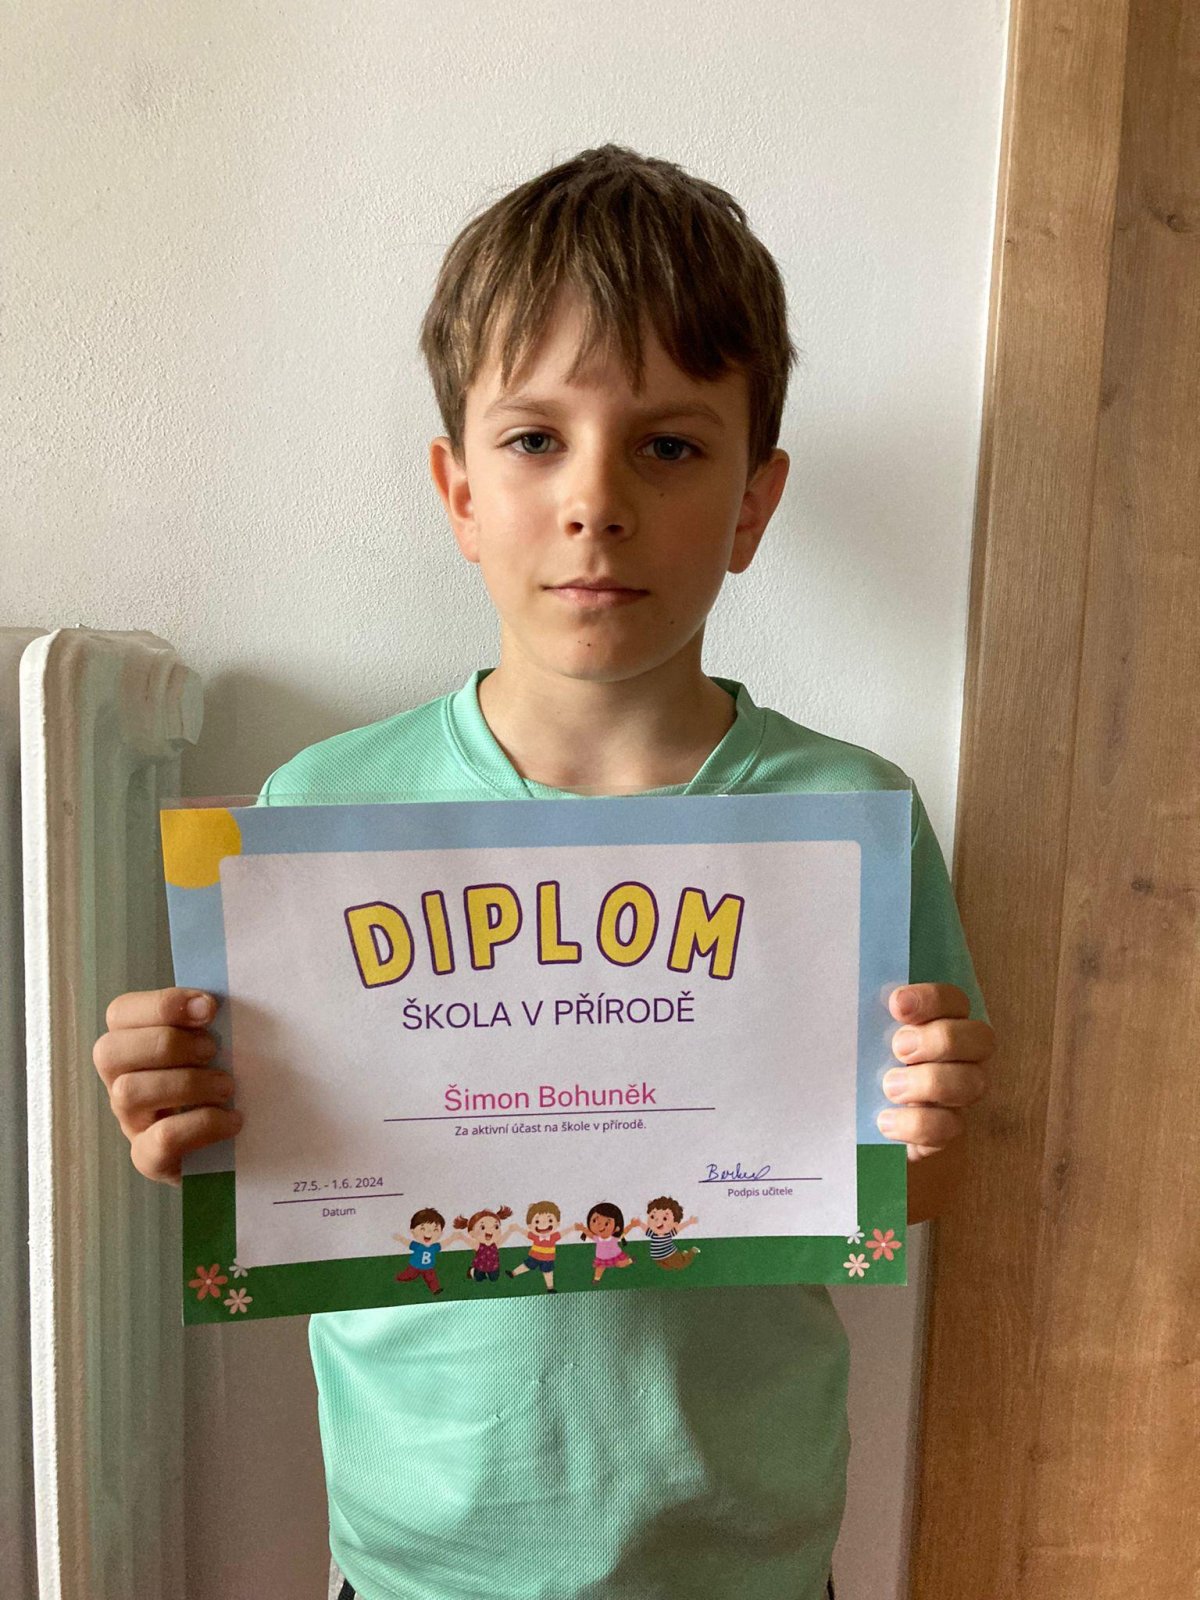 DIPLOM
ŠKOLA V PŘÍRODĚ
Šimon Bohuněk
Za aktivní účast na škole v přírodě.
27.5. - 1.6. 2024
Datum
Podpis učitele
B